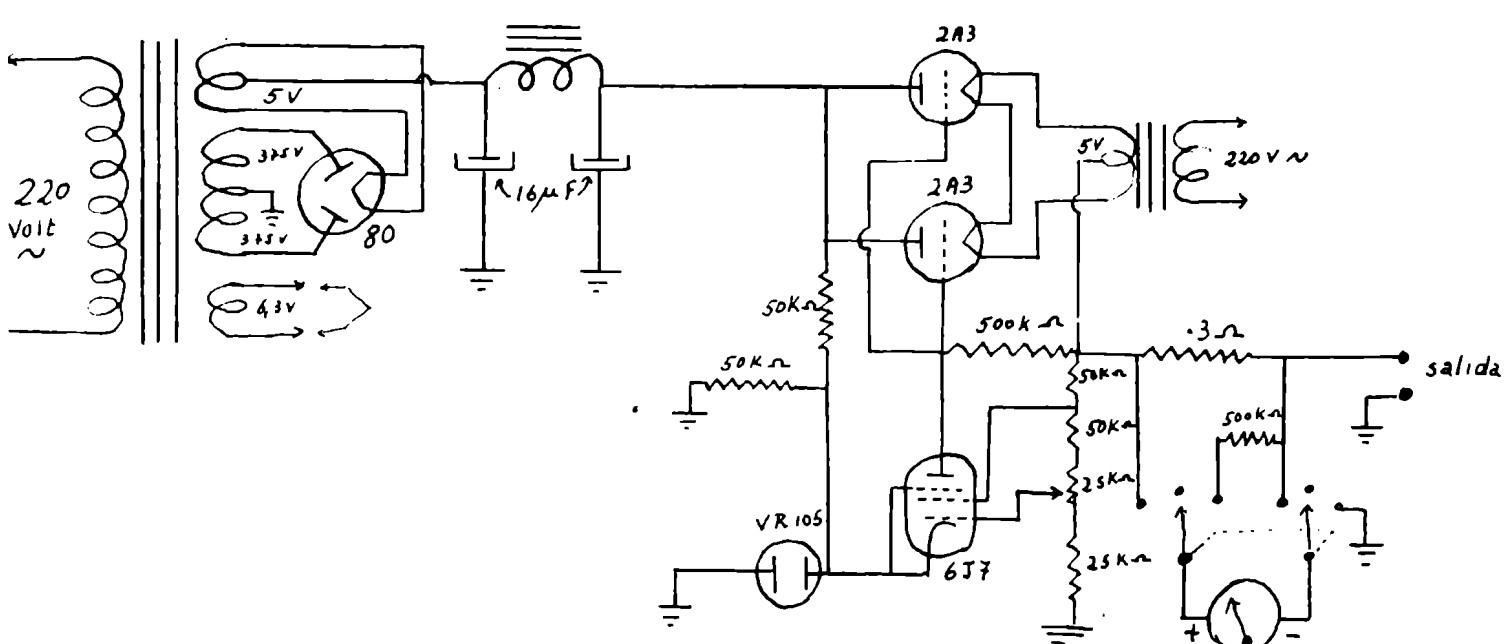 2A3
5V
375V
220
Volt
~
375V
80
16µF
6,3V
5V
220V ~
2A3
50KΩ
500KΩ
.3Ω
50KΩ
50KΩ
salida
50KΩ
500KΩ
25KΩ
VR105
6J7
25KΩ
+ -